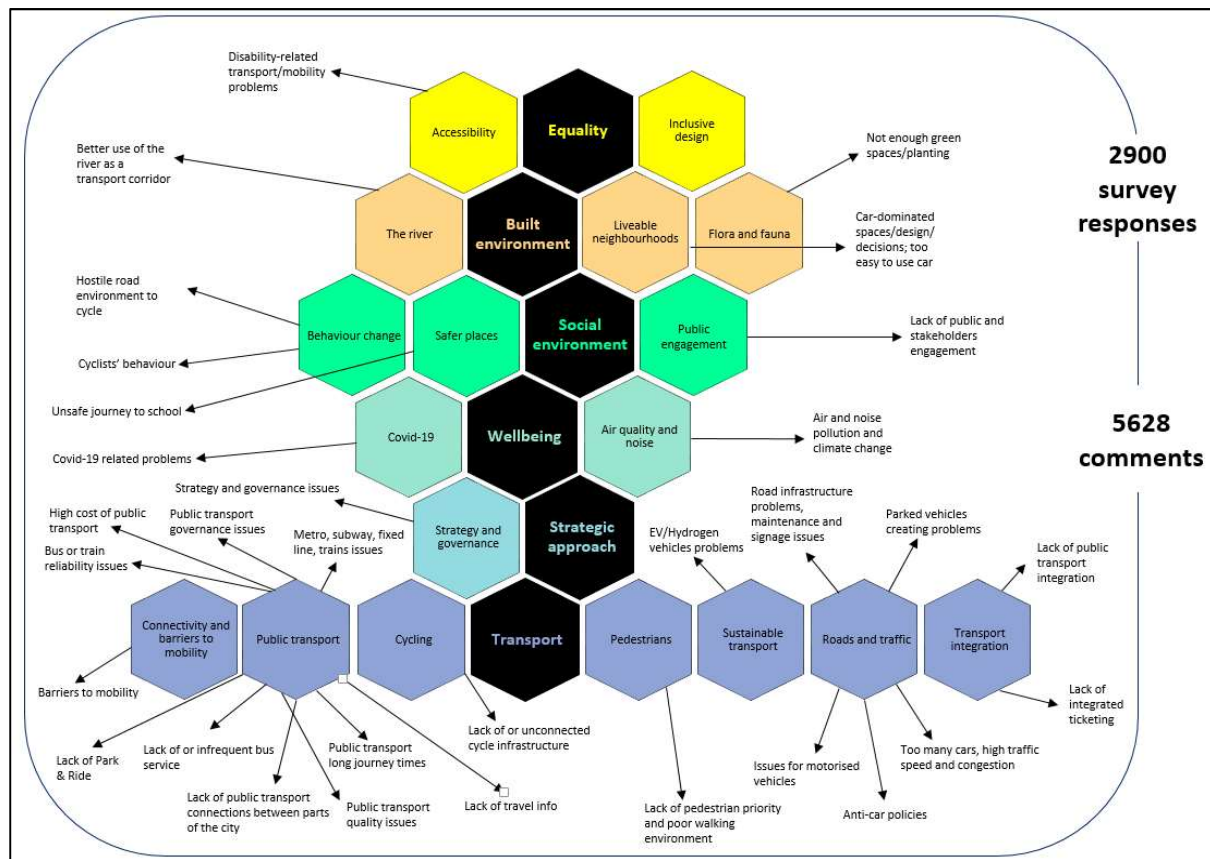 Disability-related
transport/mobility
problems
Accessibility
Equality
Inclusive
design
Better use of the
river as a
transport corridor
Not enough green
spaces/planting
2900
survey
responses
The river
Built
environment
Liveable
neighbourhoods
Flora and fauna
Car-dominated
spaces/design/
decisions; too
easy to use car
Hostile road
environment to
cycle
Behaviour change
Safer places
Social
environment
Public
engagement
Lack of public and
stakeholders
engagement
Cyclists' behaviour
Unsafe journey to school
Covid-19
Wellbeing
Air quality and
noise
Air and noise
pollution and
climate change
5628
comments
Covid-19 related problems
Strategy and governance issues
Strategy and
governance
Strategic
approach
High cost of public
transport
Public transport
governance issues
Bus or train
reliability issues
Metro, subway, fixed
line, trains issues
EV/Hydrogen
vehicles problems
Road infrastructure
problems,
maintenance and
signage issues
Parked vehicles
creating problems
Lack of public
transport
integration
Connectivity and
barriers to
mobility
Public transport
Cycling
Transport
Pedestrians
Sustainable
transport
Roads and traffic
Transport
integration
Barriers to mobility
Lack of Park
& Ride
Lack of or infrequent bus
service
Lack of public transport
connections between parts
of the city
Public transport
long journey times
Public transport
quality issues
Lack of or unconnected
cycle infrastructure
Lack of travel info
Lack of pedestrian priority
and poor walking
environment
Issues for motorised
vehicles
Anti-car policies
Too many cars, high traffic
speed and congestion
Lack of
integrated
ticketing